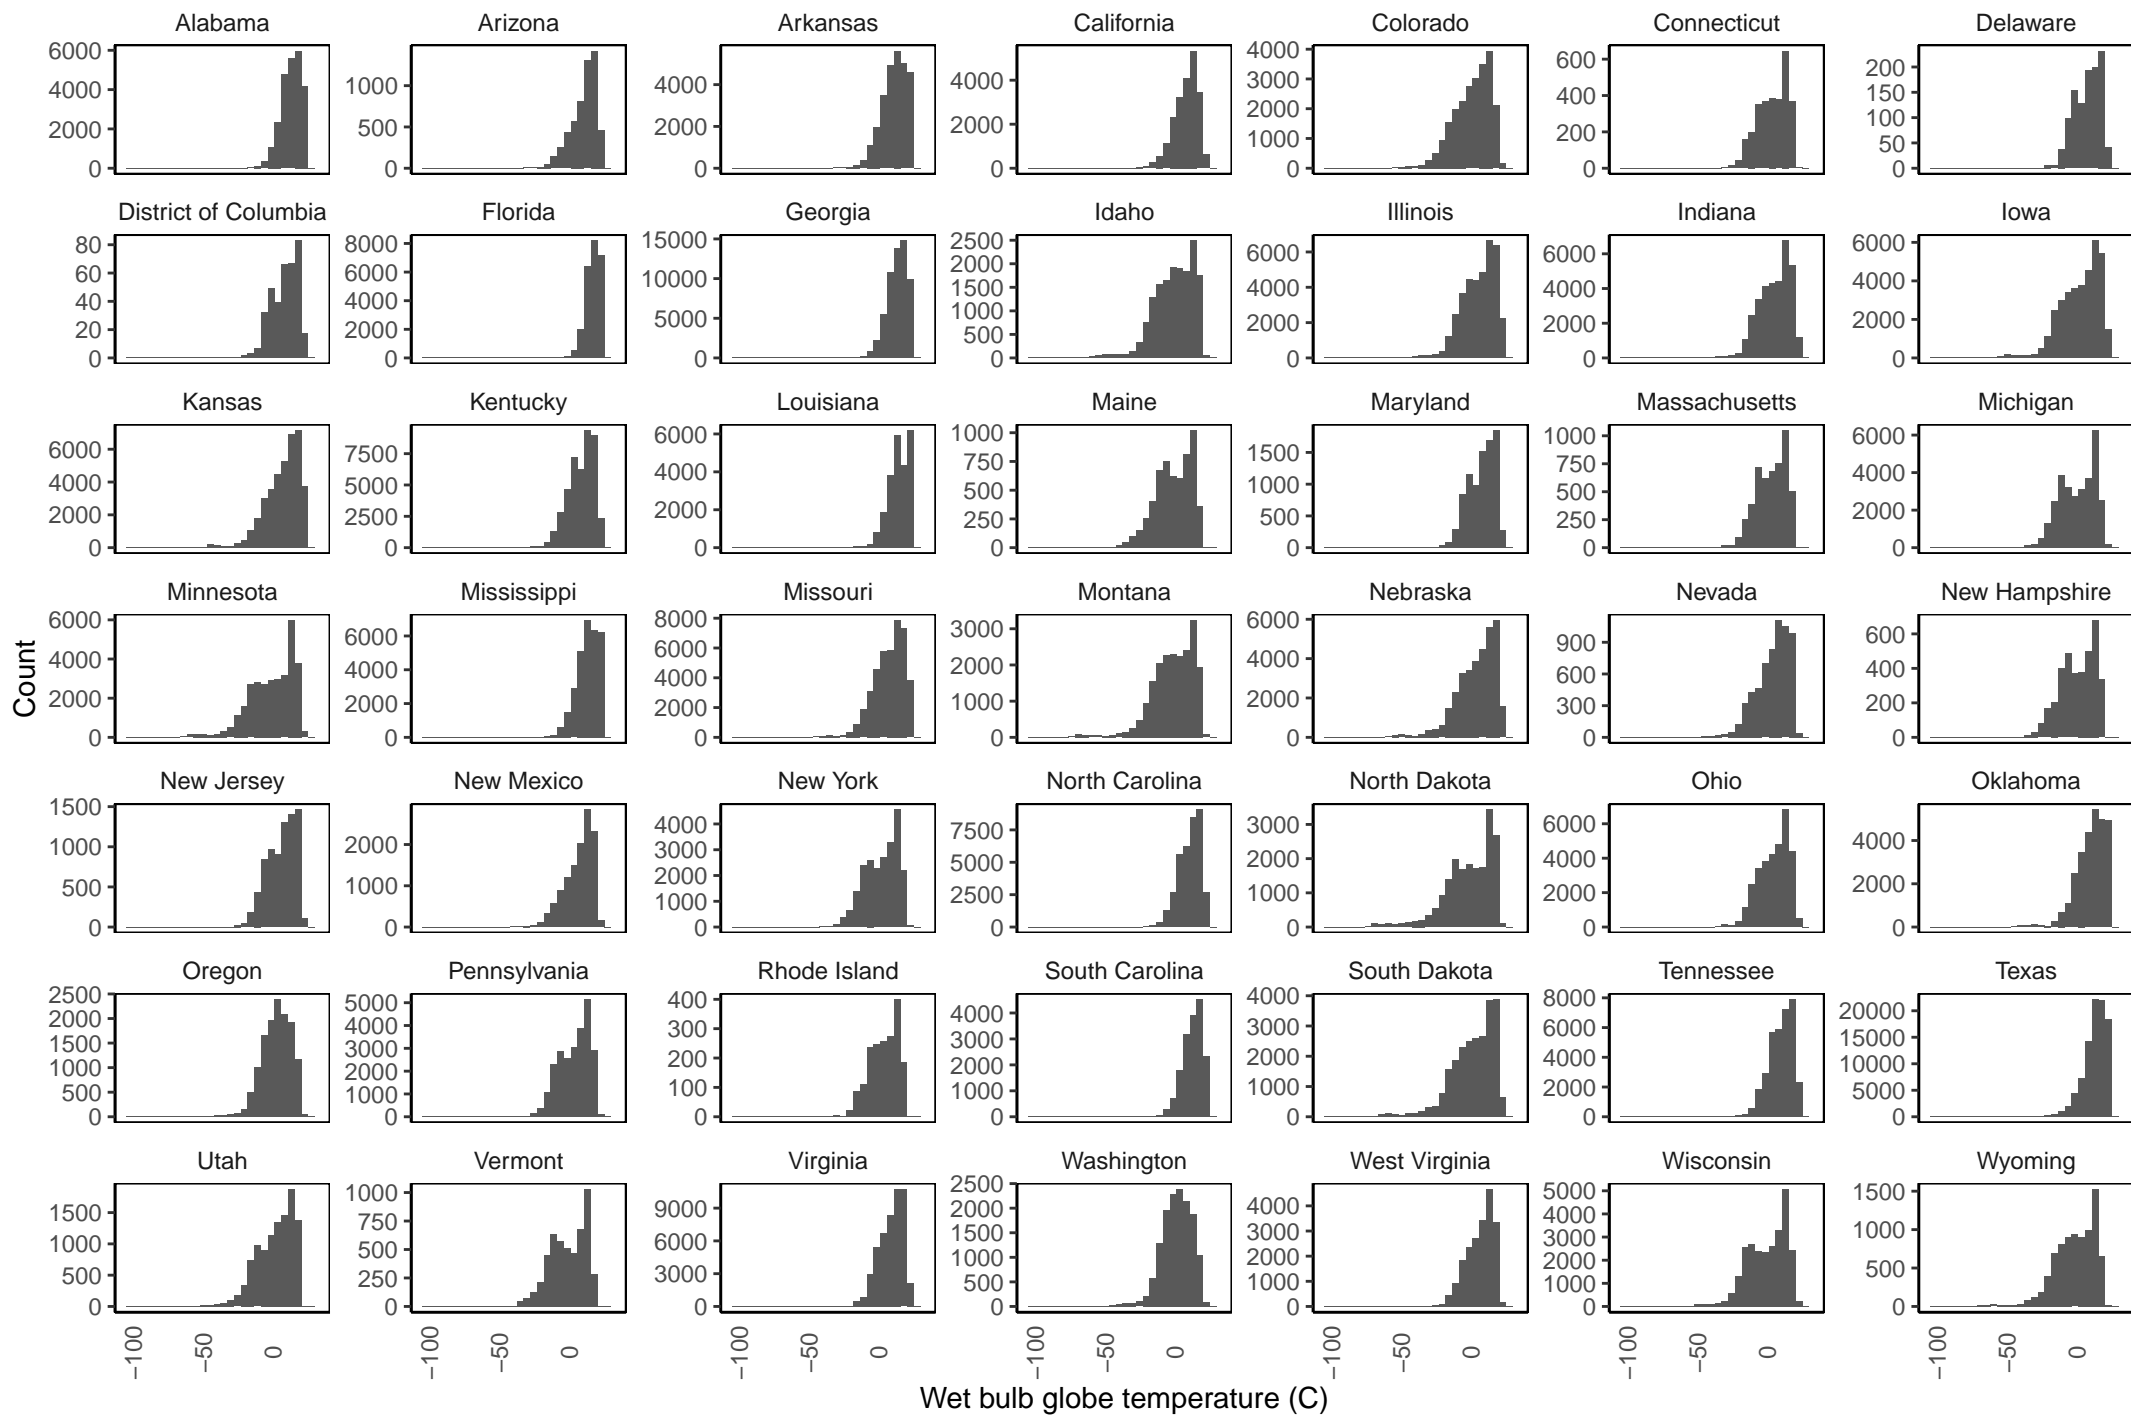 Alabama Arizona Arkansas California Colorado Connecticut Delaware
6000 4000 2000 0
1000 500 0
4000 2000 0
4000 2000 0
4000 3000 2000 1000 0
600 400 200 0
200 150 100 50 0
District of Columbia Florida Georgia Idaho Illinois Indiana Iowa
80 60 40 20 0
8000 6000 4000 2000 0
15000 10000 5000 0
2500 2000 1500 1000 500 0
6000 4000 2000 0
6000 4000 2000 0
6000 4000 2000 0
Kansas Kentucky Louisiana Maine Maryland Massachusetts Michigan
6000 4000 2000 0
7500 5000 2500 0
6000 4000 2000 0
1000 750 500 250 0
1500 1000 500 0
1000 750 500 250 0
6000 4000 2000 0
Minnesota Mississippi Missouri Montana Nebraska Nevada New Hampshire
6000 4000 2000 0
6000 4000 2000 0
8000 6000 4000 2000 0
3000 2000 1000 0
6000 4000 2000 0
900 600 300 0
600 400 200 0
Count
New Jersey New Mexico New York North Carolina North Dakota Ohio Oklahoma
1500 1000 500 0
2000 1000 0
4000 3000 2000 1000 0
7500 5000 2500 0
3000 2000 1000 0
6000 4000 2000 0
4000 2000 0
Oregon Pennsylvania Rhode Island South Carolina South Dakota Tennessee Texas
2500 2000 1500 1000 500 0
5000 4000 3000 2000 1000 0
400 300 200 100 0
4000 3000 2000 1000 0
4000 3000 2000 1000 0
8000 6000 4000 2000 0
20000 15000 10000 5000 0
Utah Vermont Virginia Washington West Virginia Wisconsin Wyoming
1500 1000 500 0
1000 750 500 250 0
9000 6000 3000 0
2500 2000 1500 1000 500 0
4000 3000 2000 1000 0
5000 4000 3000 2000 1000 0
1500 1000 500 0
−100 −50 0 −100 −50 0 −100 −50 0 −100 −50 0 −100 −50 0 −100 −50 0 −100 −50 0
Wet bulb globe temperature (C)